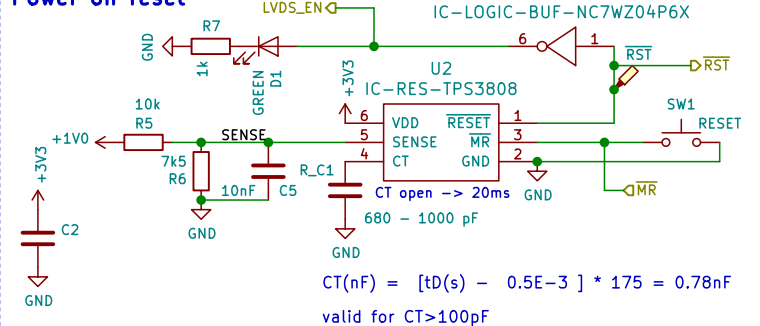 Power on reset
LVDS_EN
IC-LOGIC-BUF-NC7WZ04P6X
R7
GND
1k
GREEN
D1
6
1
RST
RST
+3V3
U2
IC-RES-TPS3808
10k
R5
+1V0
SENSE
6 VDD
RESET 1
5 SENSE
MR 3
4 CT
GND 2
SW1
RESET
7k5
R6
10nF
C5
R_C1
CT open -> 20ms
GND
MR
+3V3
C2
GND
680 - 1000 pF
GND
GND
CT(nF) = [tD(s) - 0.5E-3 ] * 175 = 0.78nF
valid for CT>100pF